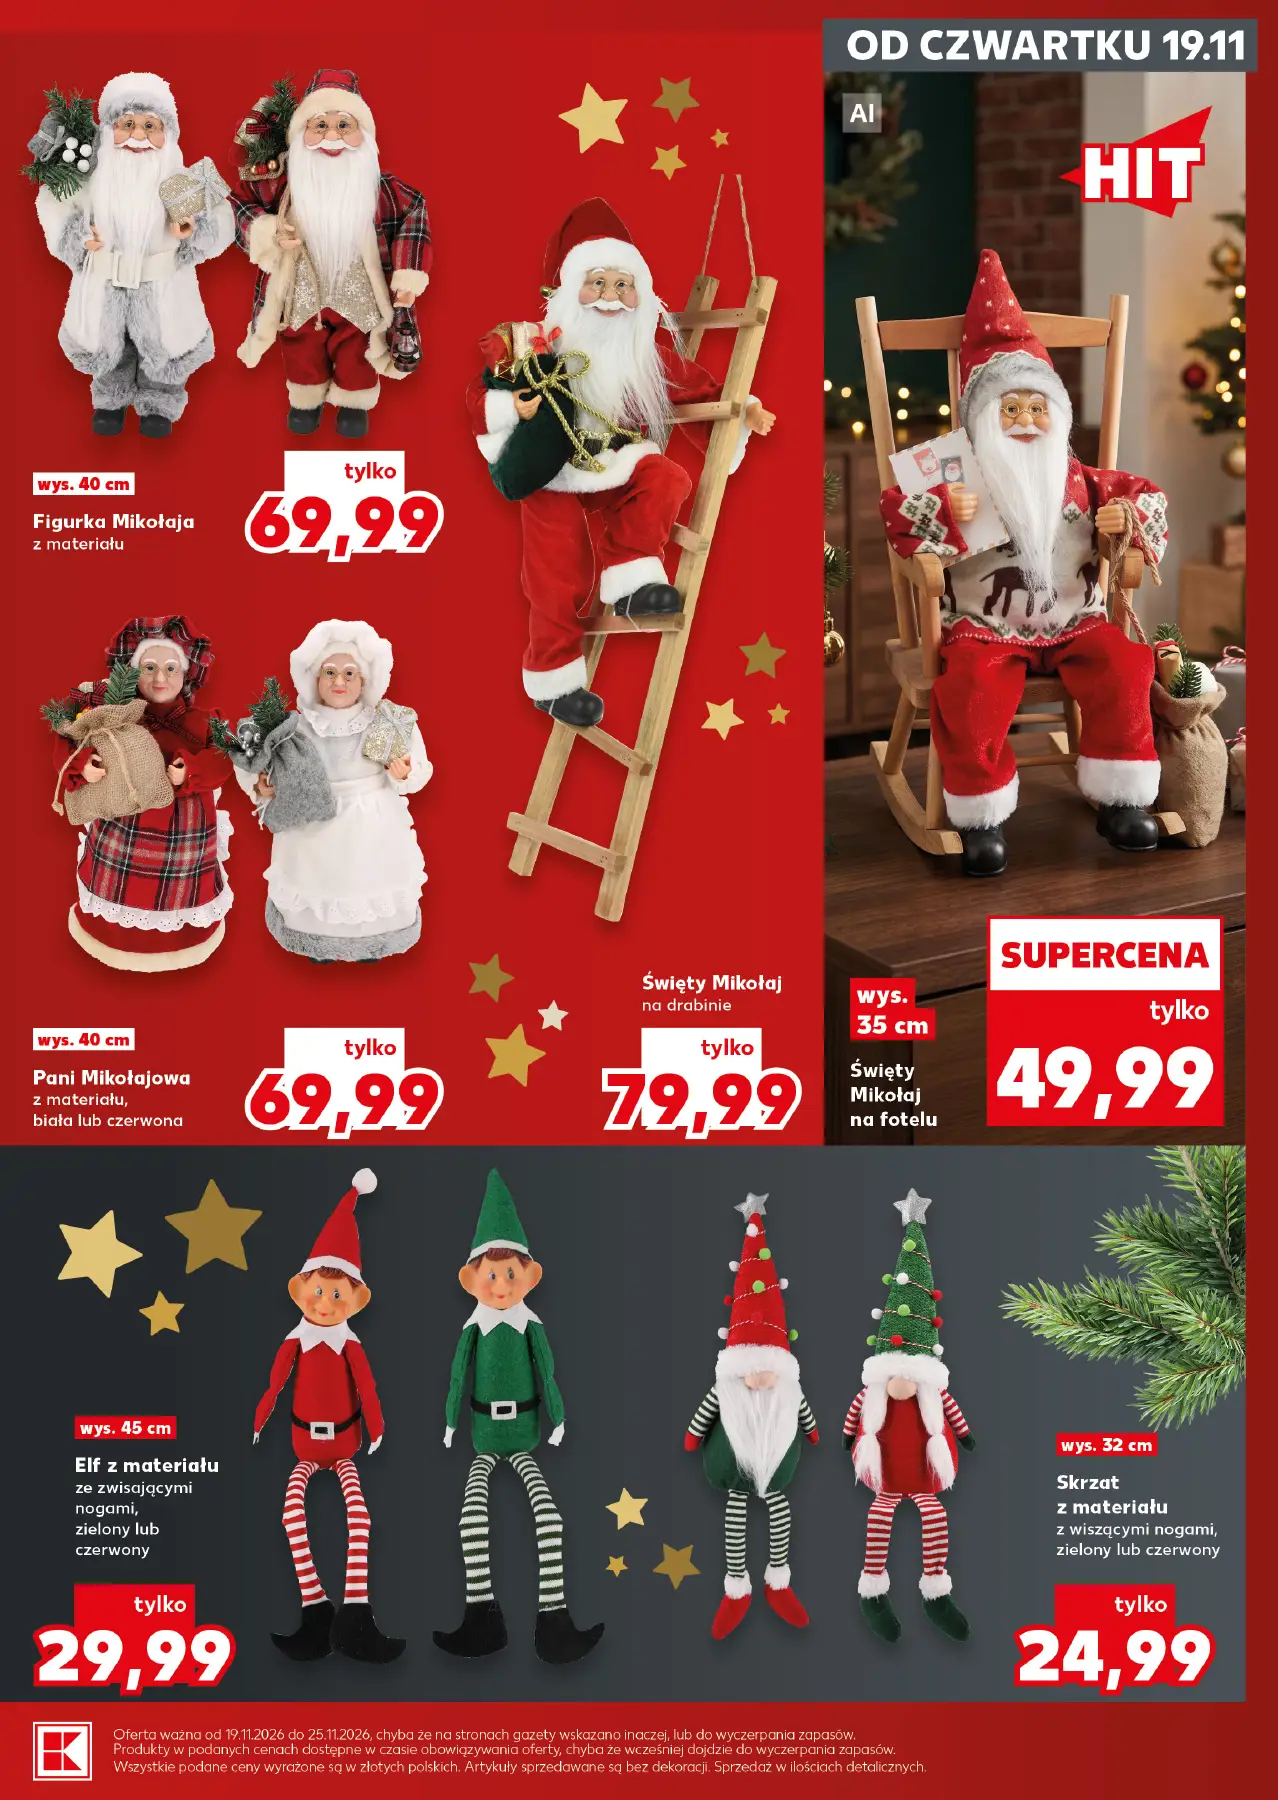 OD CZWARTKU 19.11
AI
HIT
wys. 40 cm
Figurka Mikołaja
z materiału
tylko
69,99
wys. 40 cm
Pani Mikołajowa
z materiału,
biała lub czerwona
tylko
69,99
Święty Mikołaj
na drabinie
tylko
79,99
wys.
35 cm
Święty
Mikołaj
na fotelu
SUPERCENA
tylko
49,99
wys. 45 cm
Elf z materiału
ze zwisającymi
nogami,
zielony lub
czerwony
tylko
29,99
wys. 32 cm
Skrzat
z materiału
z wiszącymi nogami,
zielony lub czerwony
tylko
24,99
K
Oferta ważna od 19.11.2026 do 25.11.2026, chyba że na stronach gazety wskazano inaczej, lub do wyczerpania zapasów.
Produkty w podanych cenach dostępne w czasie obowiązywania oferty, chyba że wcześniej dojdzie do wyczerpania zapasów.
Wszystkie podane ceny wyrażone są w złotych polskich. Artykuły sprzedawane są bez dekoracji. Sprzedaż w ilościach detalicznych.